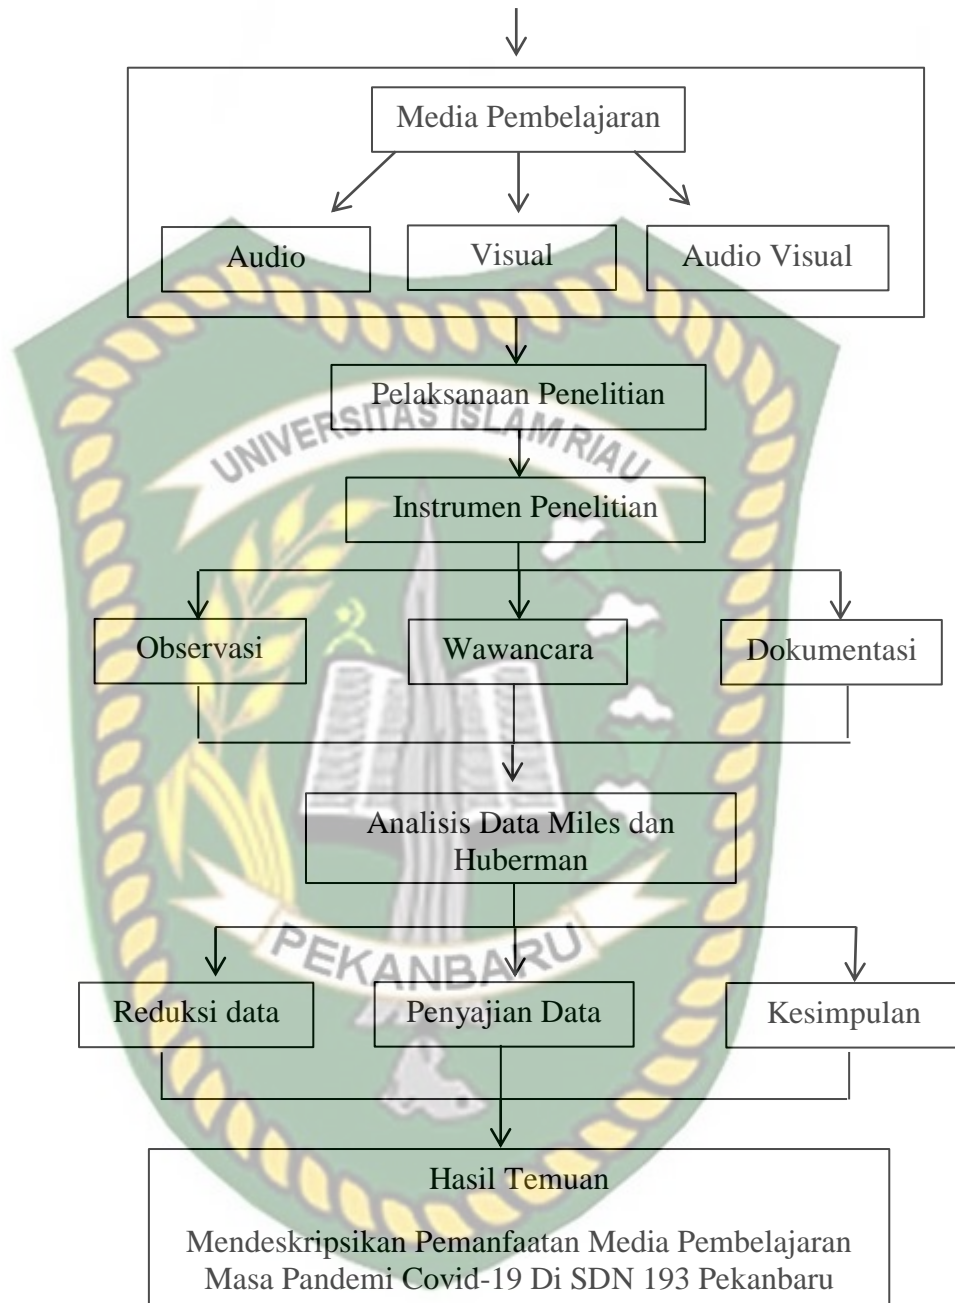 Media Pembelajaran
Audio
Visual
Audio Visual
Pelaksanaan Penelitian
UNIVERSITAS ISLAM RIAU
Instrumen Penelitian
Observasi
Wawancara
Dokumentasi
Analisis Data Miles dan
Huberman
PEKANBARU
Reduksi data
Penyajian Data
Kesimpulan
Hasil Temuan
Mendeskripsikan Pemanfaatan Media Pembelajaran
Masa Pandemi Covid-19 Di SDN 193 Pekanbaru